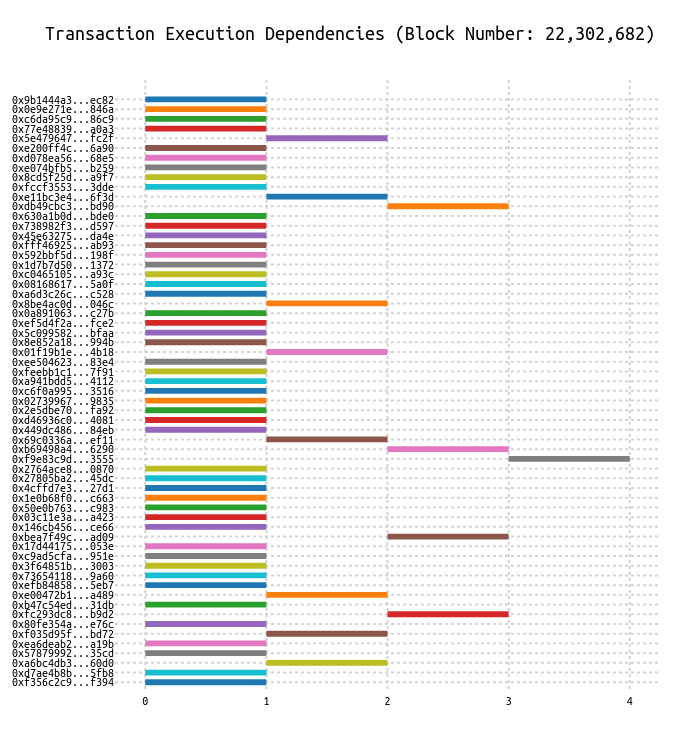 Transaction Execution Dependencies (Block Number: 22,302,682)
0x9b1444a3...ec82
0x0e9e271e...846a
0xc6da95c9...86c9
0x77e48839...a0a3
0x5e479647...fc2f
0xe200ff4c...6a90
0xd078ea56...68e5
0xe074bfb5...b259
0x8cd5f25d...a9f7
0xfccf3553...3dde
0xe11bc3e4...6f3d
0xdb49cbc3...bd90
0x630a1b0d...bde0
0x738982f3...d597
0x45e63275...da4e
0xfff46925...ab93
0x592bbf5d...198f
0x1d7b7d50...1372
0xc0465105...a93c
0x08168617...5a0f
0xa6d3c26c...c528
0x8be4ac0d...046c
0x0a891063...c27b
0xef5d4f2a...fce2
0x5c099582...bfaa
0x8e852a18...994b
0x01f19b1e...4b18
0xee504623...83e4
0xfeebb1c1...7f91
0xa941bdd5...4112
0xc6f0a995...3516
0x02739967...9835
0x2e5dbe70...fa92
0xd46936c0...4081
0x449dc486...84eb
0x69c0336a...ef11
0xb69498a4...6290
0xf9e83c9d...3555
0x2764ace8...0870
0x27805ba2...45dc
0x4cffd7e3...27d1
0x1e0b68f0...c663
0x50e0b763...c983
0x03c11e3a...a423
0x146cb456...ce66
0xbea7f49c...ad09
0x17d44175...053e
0xc9ad5cfa...951e
0x3f64851b...3003
0x73654118...9a60
0xefb84858...5eb7
0xe00472b1...a489
0xb47c54ed...31db
0xfc293dc8...b9d2
0x80fe354a...e76c
0xf035d95f...bd72
0xea6deab2...a19b
0x57879992...35cd
0xa6bc4db3...60d0
0xd7ae4b8b...5fb8
0xf356c2c9...f394
0 1 2 3 4